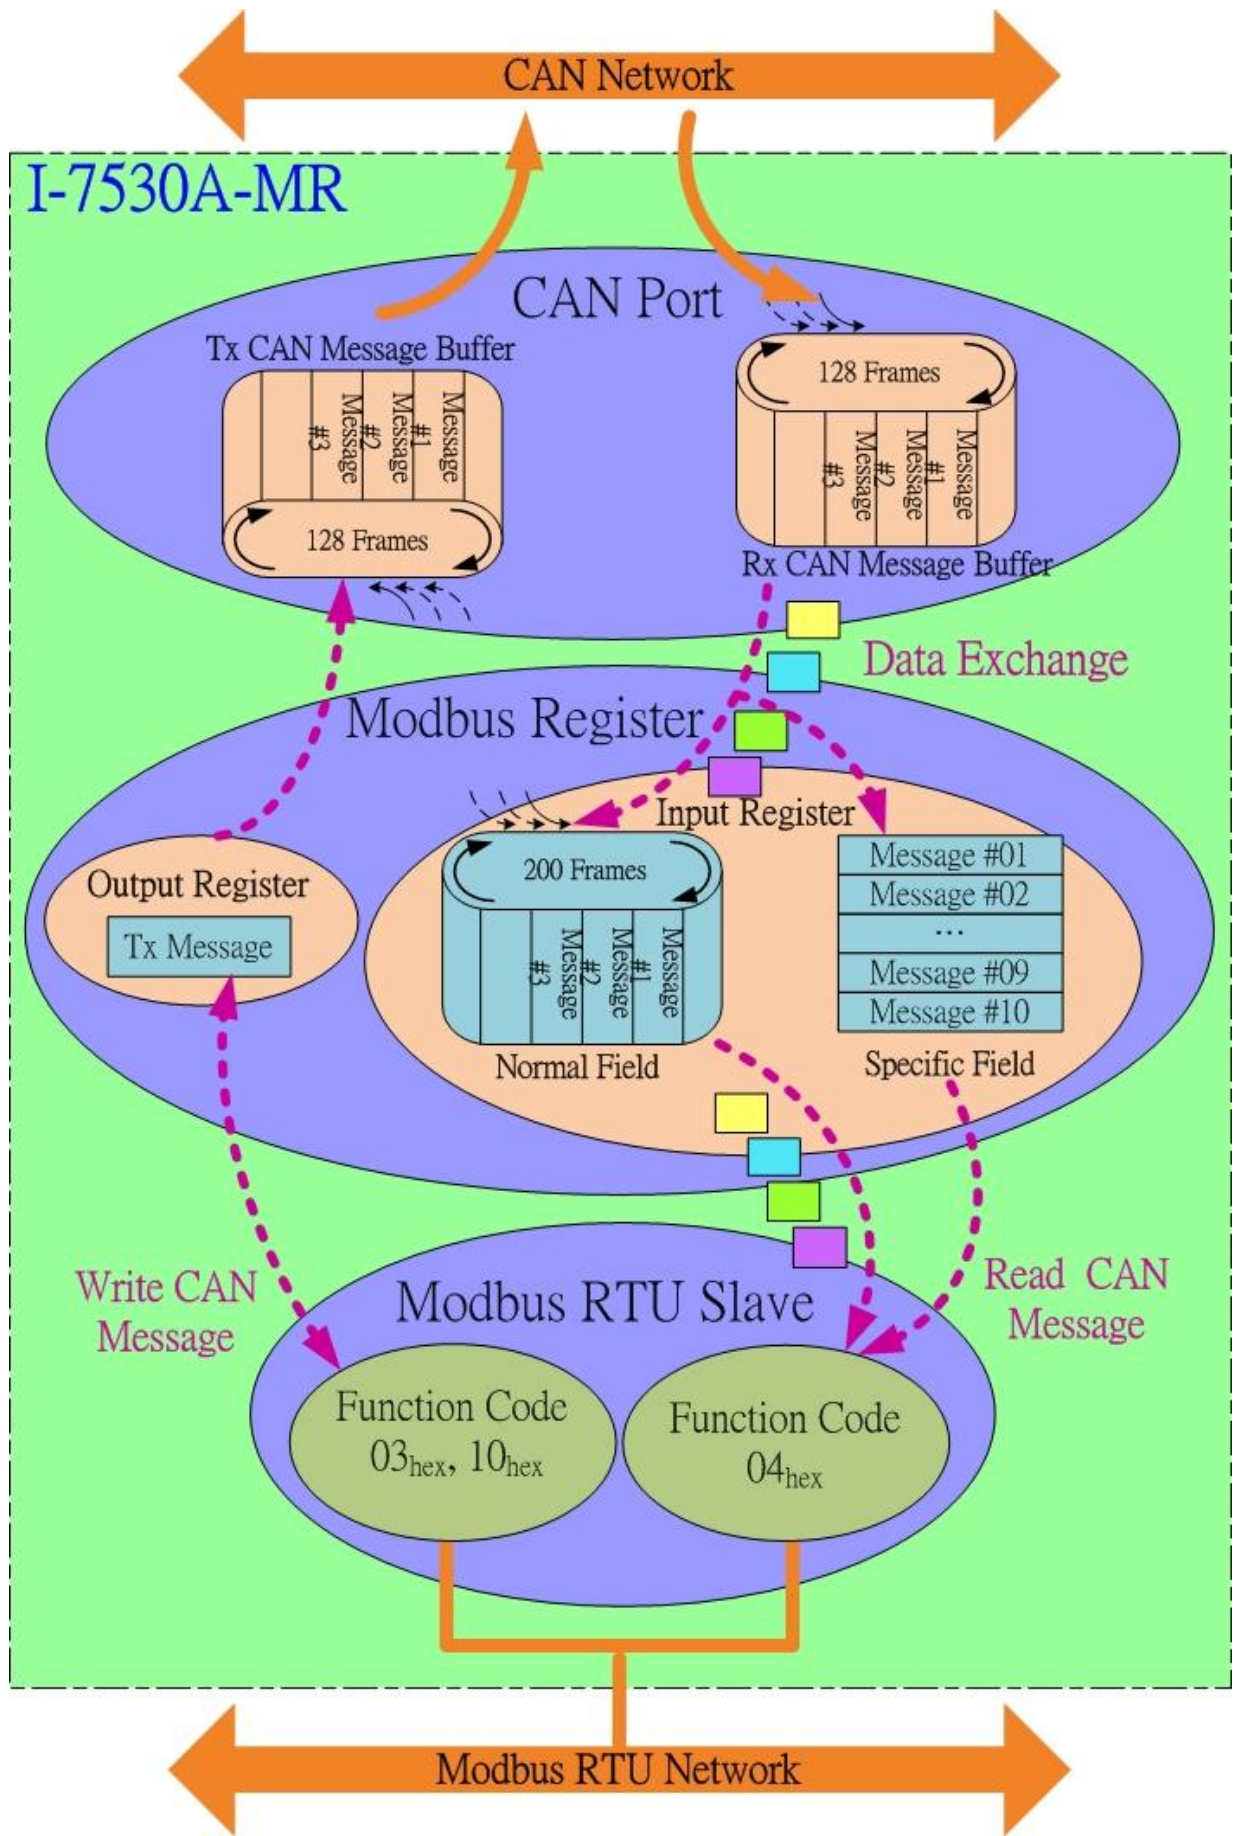 CAN Network
I-7530A-MR
CAN Port
Tx CAN Message Buffer
Message
#1
Message
#2
Message
#3
128 Frames
128 Frames
Message
#1
Message
#2
Message
#3
Rx CAN Message Buffer
Data Exchange
Modbus Register
Input Register
Output Register
Tx Message
200 Frames
Message
#1
Message
#2
Message
#3
Normal Field
Message #01
Message #02
...
Message #09
Message #10
Specific Field
Write CAN
Message
Read CAN
Message
Modbus RTU Slave
Function Code
03hex, 10hex
Function Code
04hex
Modbus RTU Network